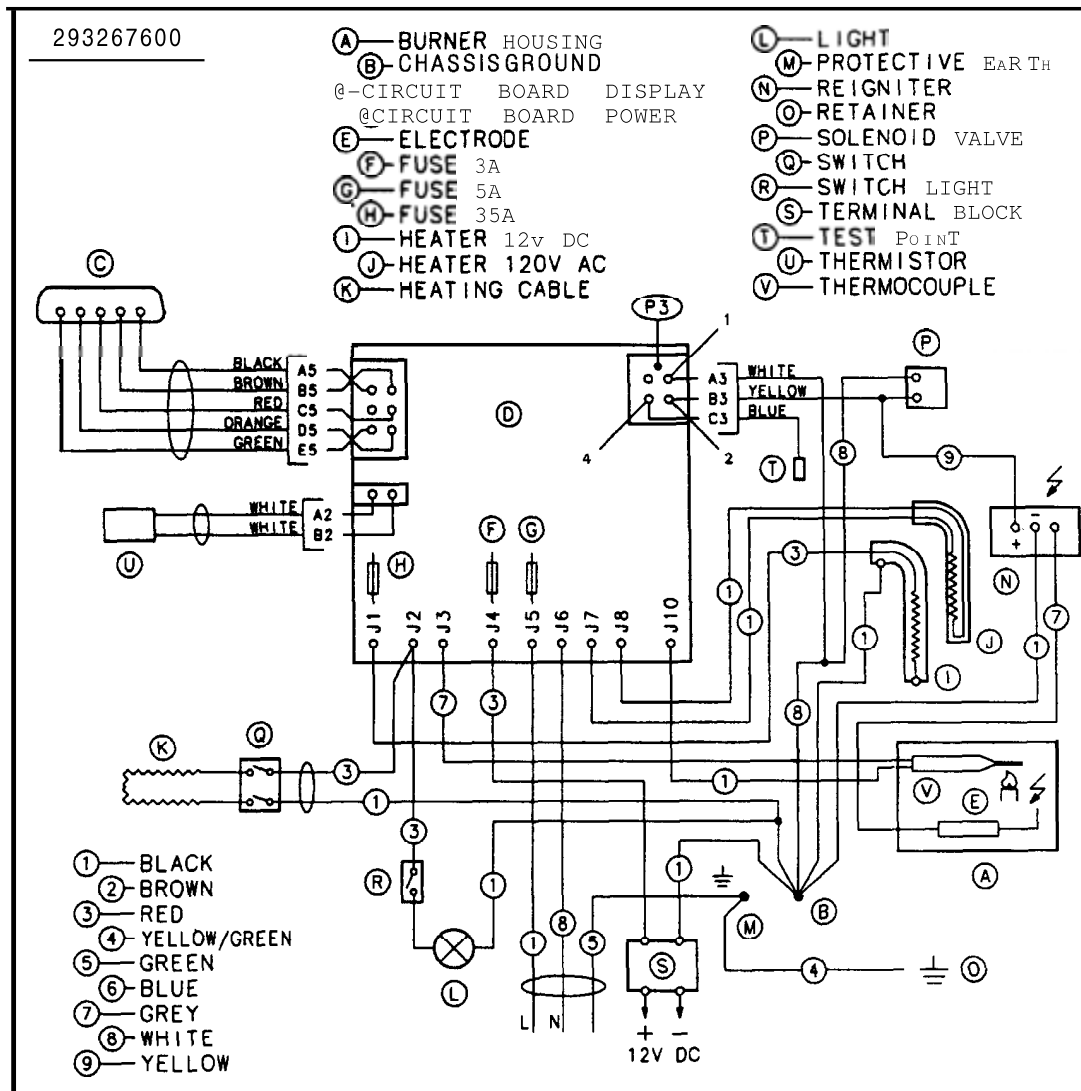 293267600
A BURNER HOUSING
B CHASSISGROUND
@-CIRCUIT BOARD DISPLAY
@CIRCUIT BOARD POWER
E ELECTRODE
F FUSE 3A
G FUSE 5A
H FUSE 35A
I HEATER 12v DC
J HEATER 120V AC
K HEATING CABLE
L LIGHT
M PROTECTIVE EARTH
N REIGNITER
O RETAINER
P SOLENOID VALVE
Q SWITCH
R SWITCH LIGHT
S TERMINAL BLOCK
T TEST POINT
U THERMISTOR
V THERMOCOUPLE
C
P3
1
P
BLACK A5
BROWN B5
RED C5
ORANGE D5
GREEN E5
D
A3 WHITE
B3 YELLOW
C3 BLUE
4
2
T
8
9
WHITE A2
WHITE B2
U
H
F
G
3
+
-
N
J1
J2
J3
J4
J5
J6
J7
J8
J10
1
1
1
J
I
1
7
7
3
8
K
Q
3
1
1
V
E
A
3
R
1
L
1
8
5
M
1
B
S
4
O
L
N
+
-
12V DC
1 BLACK
2 BROWN
3 RED
4 YELLOW/GREEN
5 GREEN
6 BLUE
7 GREY
8 WHITE
9 YELLOW